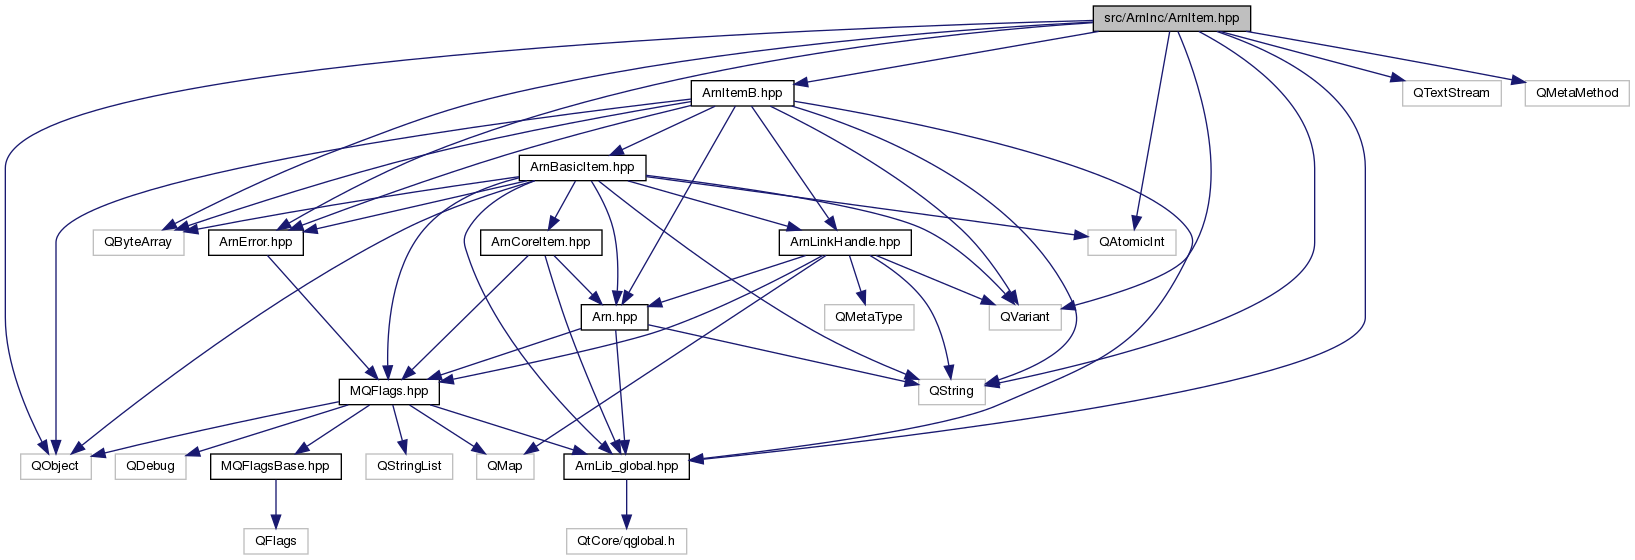 src/ArnInc/ArnItem.hpp
ArnItemB.hpp
QTextStream
QMetaMethod
ArnBasicItem.hpp
QByteArray
ArnError.hpp
ArnCoreItem.hpp
ArnLinkHandle.hpp
QAtomicInt
Arn.hpp
QMetaType
QVariant
MQFlags.hpp
QString
QObject
QDebug
MQFlagsBase.hpp
QStringList
QMap
ArnLib_global.hpp
QFlags
QtCore/qglobal.h